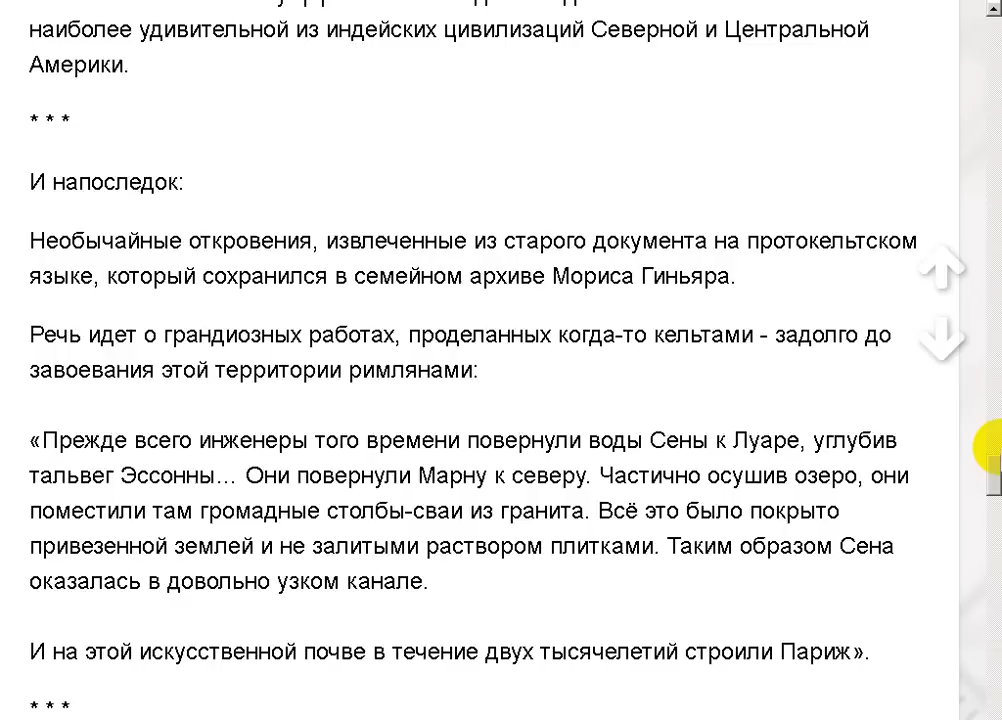 наиболее удивительной из индейских цивилизаций Северной и Центральной
Америки.
* * *
И напоследок:
Необычайные откровения, извлеченные из старого документа на протокельтском
языке, который сохранился в семейном архиве Мориса Гиньяра.
Речь идет о грандиозных работах, проделанных когда-то кельтами - задолго до
завоевания этой территории римлянами:
«Прежде всего инженеры того времени повернули воды Сены к Луаре, углубив
тальвег Эссонны... Они повернули Марну к северу. Частично осушив озеро, они
поместили там громадные столбы-сваи из гранита. Всё это было покрыто
привезенной землей и не залитыми раствором плитками. Таким образом Сена
оказалась в довольно узком канале.
И на этой искусственной почве в течение двух тысячелетий строили Париж».
* * *